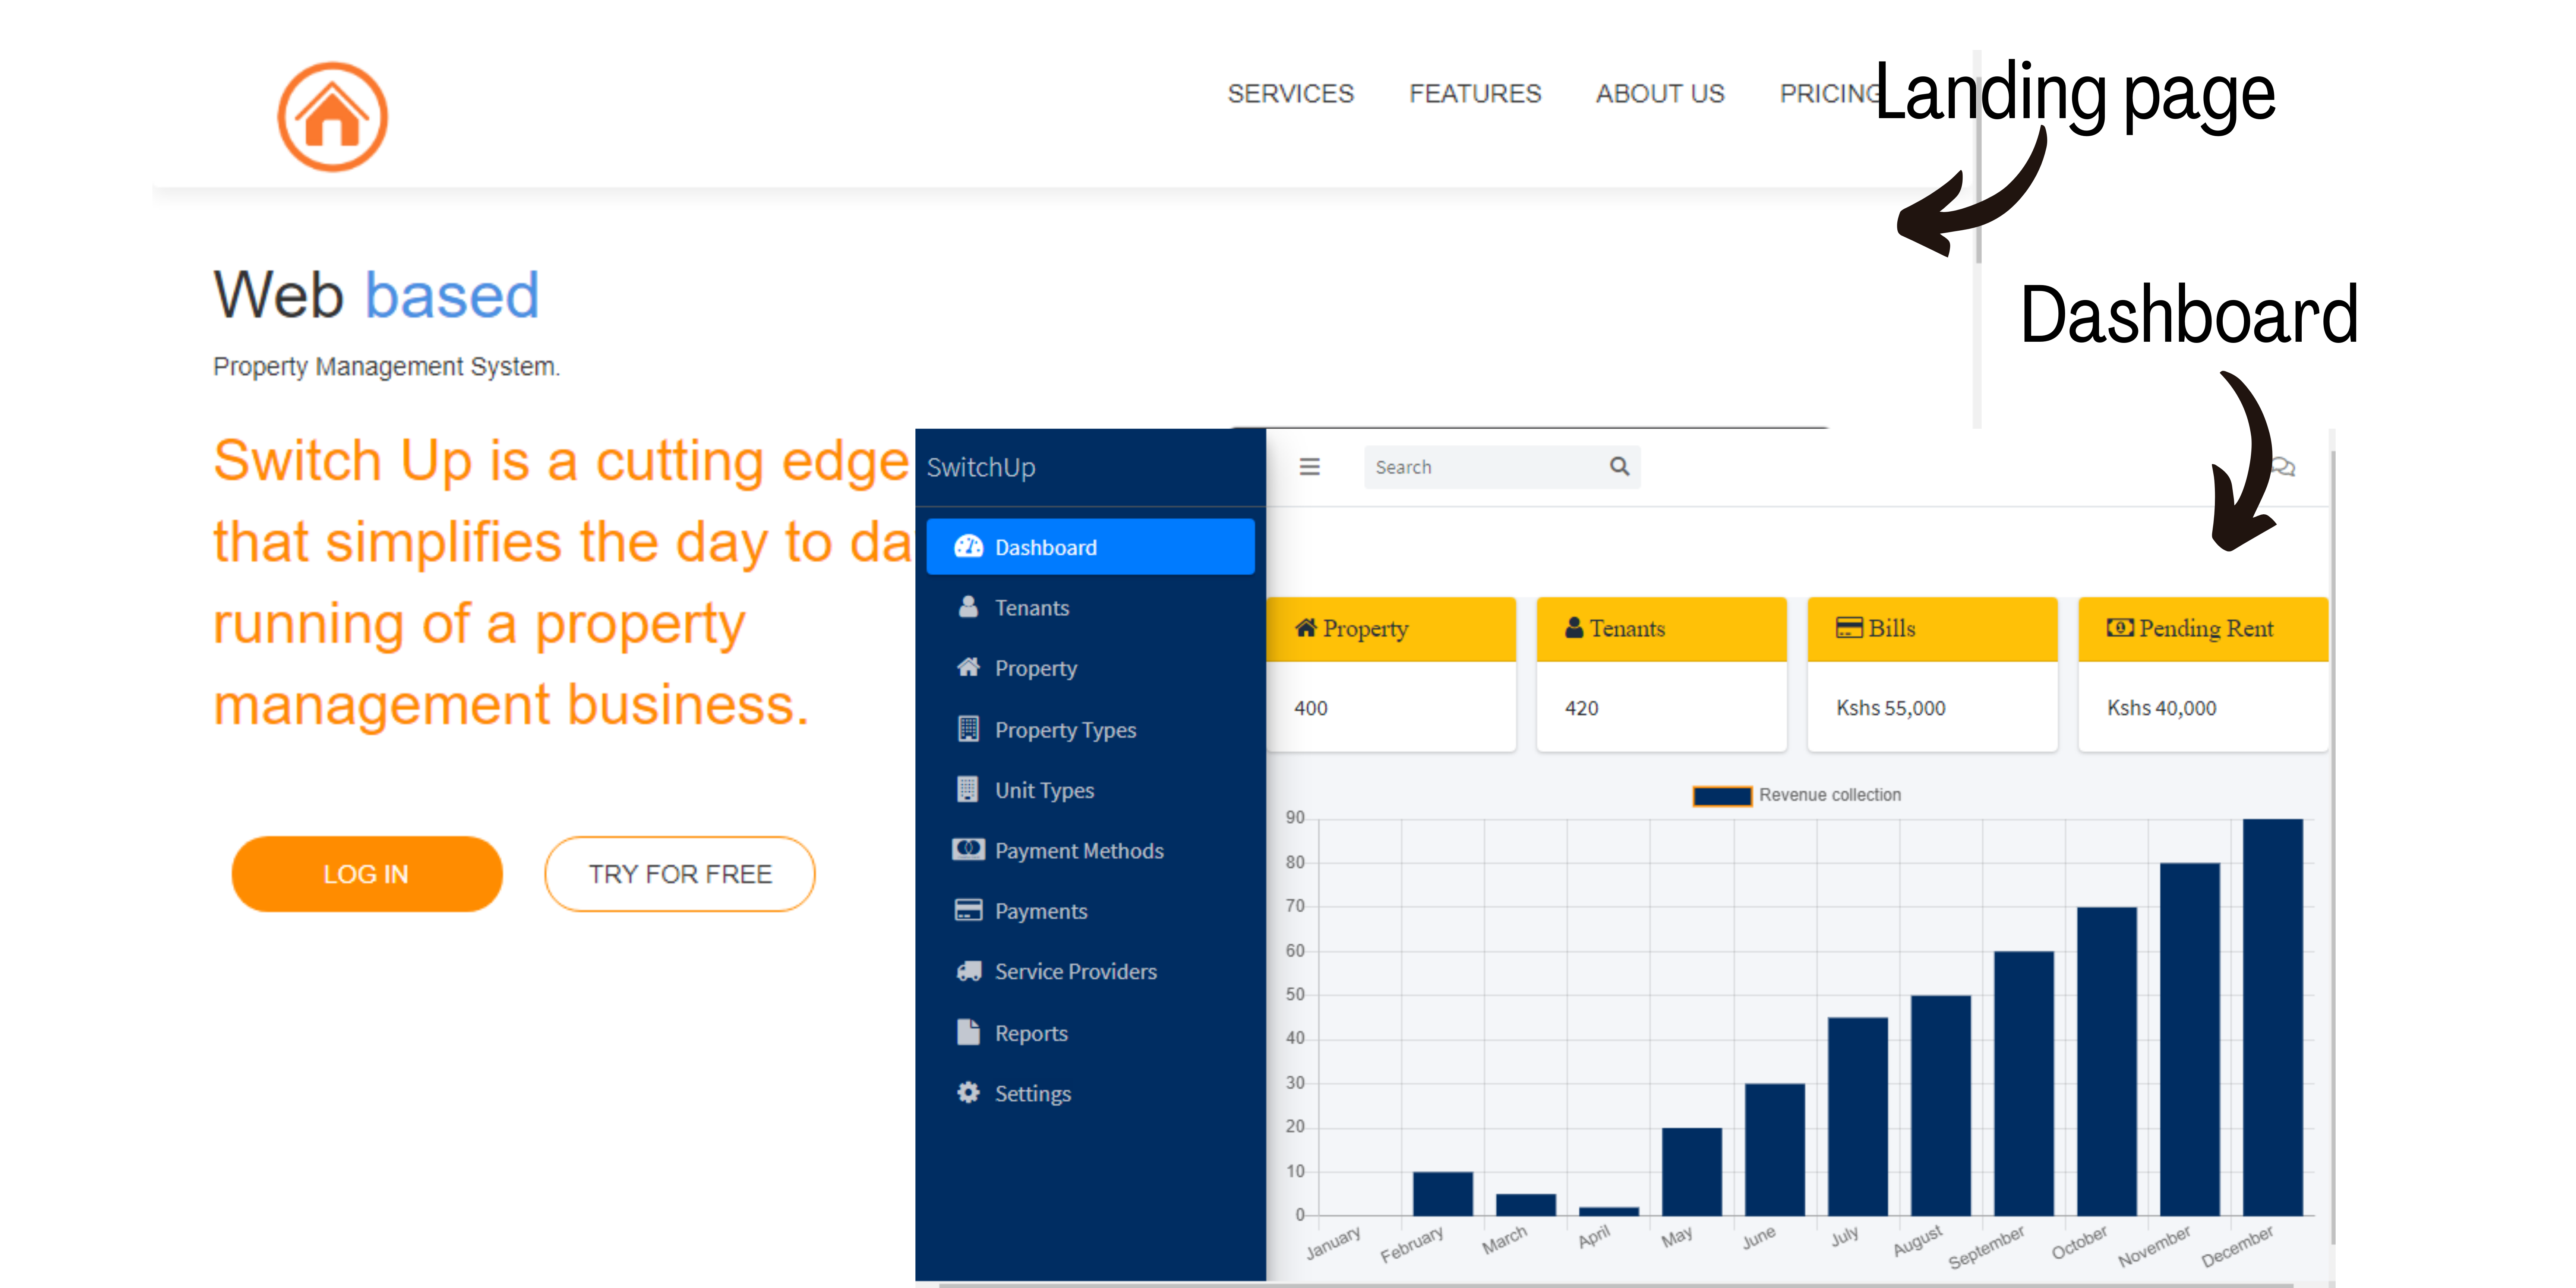 SERVICES FEATURES ABOUT US PRICING
Landing page
Web based
Property Management System.
Switch Up is a cutting edge
that simplifies the day to da
running of a property
management business.
LOG IN TRY FOR FREE
Dashboard
SwitchUp
Dashboard
Tenants
Property
Property Types
Unit Types
Payment Methods
Payments
Service Providers
Reports
Settings
Search
Property
400
Tenants
420
Bills
Kshs 55,000
Pending Rent
Kshs 40,000
Revenue collection
90
80
70
60
50
40
30
20
10
0
January February March April May June July August September October November December